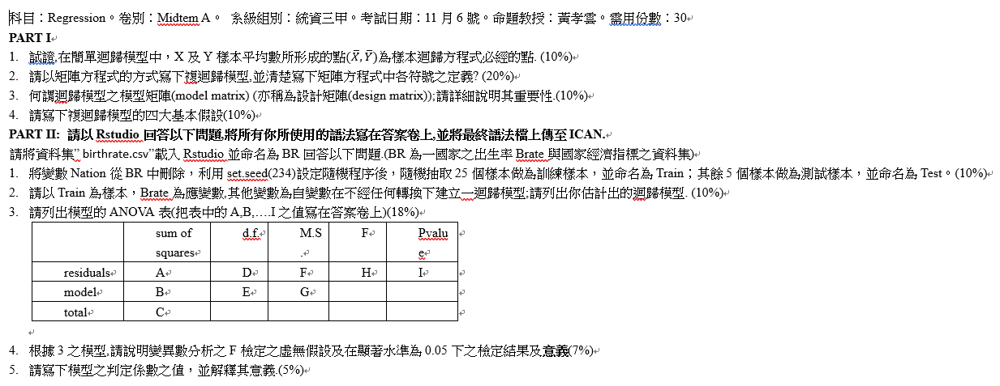 科目：Regression。卷別：Midtem A。 系級組別：統資三甲。考試日期：11 月 6 號。命題教授：黃孝雲。需用份數：30
PART I
1. 試證,在簡單迴歸模型中，X 及 Y 樣本平均數所形成的點(X̄,Ȳ)為樣本迴歸方程式必經的點. (10%)
2. 請以矩陣方程式的方式寫下複迴歸模型,並清楚寫下矩陣方程式中各符號之定義? (20%)
3. 何謂迴歸模型之模型矩陣(model matrix) (亦稱為設計矩陣(design matrix));請詳細說明其重要性.(10%)
4. 請寫下複迴歸模型的四大基本假設(10%)
PART II: 請以 Rstudio 回答以下問題,將所有你所使用的語法寫在答案卷上,並將最終語法檔上傳至 ICAN.
請將資料集” birthrate.csv”載入 Rstudio 並命名為 BR 回答以下問題.(BR 為一國家之出生率 Brate 與國家經濟指標之資料集)
1. 將變數 Nation 從 BR 中刪除，利用 set.seed(234)設定隨機程序後，隨機抽取 25 個樣本做為訓練樣本，並命名為 Train；其餘 5 個樣本做為測試樣本，並命名為 Test。(10%)
2. 請以 Train 為樣本，Brate 為應變數,其他變數為自變數在不經任何轉換下建立一迴歸模型;請列出你估計出的迴歸模型. (10%)
3. 請列出模型的 ANOVA 表(把表中的 A,B,….I 之值寫在答案卷上)(18%)
sum of squares d.f. M.S. F Pvalue
residuals A D F H I
model B E G
total C
4. 根據 3 之模型,請說明變異數分析之 F 檢定之虛無假設及在顯著水準為 0.05 下之檢定結果及意義(7%)
5. 請寫下模型之判定係數之值，並解釋其意義.(5%)